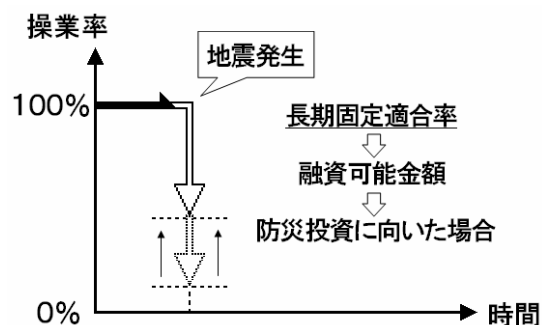 操業率
地震発生
100%
長期固定適合率
融資可能金額
防災投資に向いた場合
0%
時間